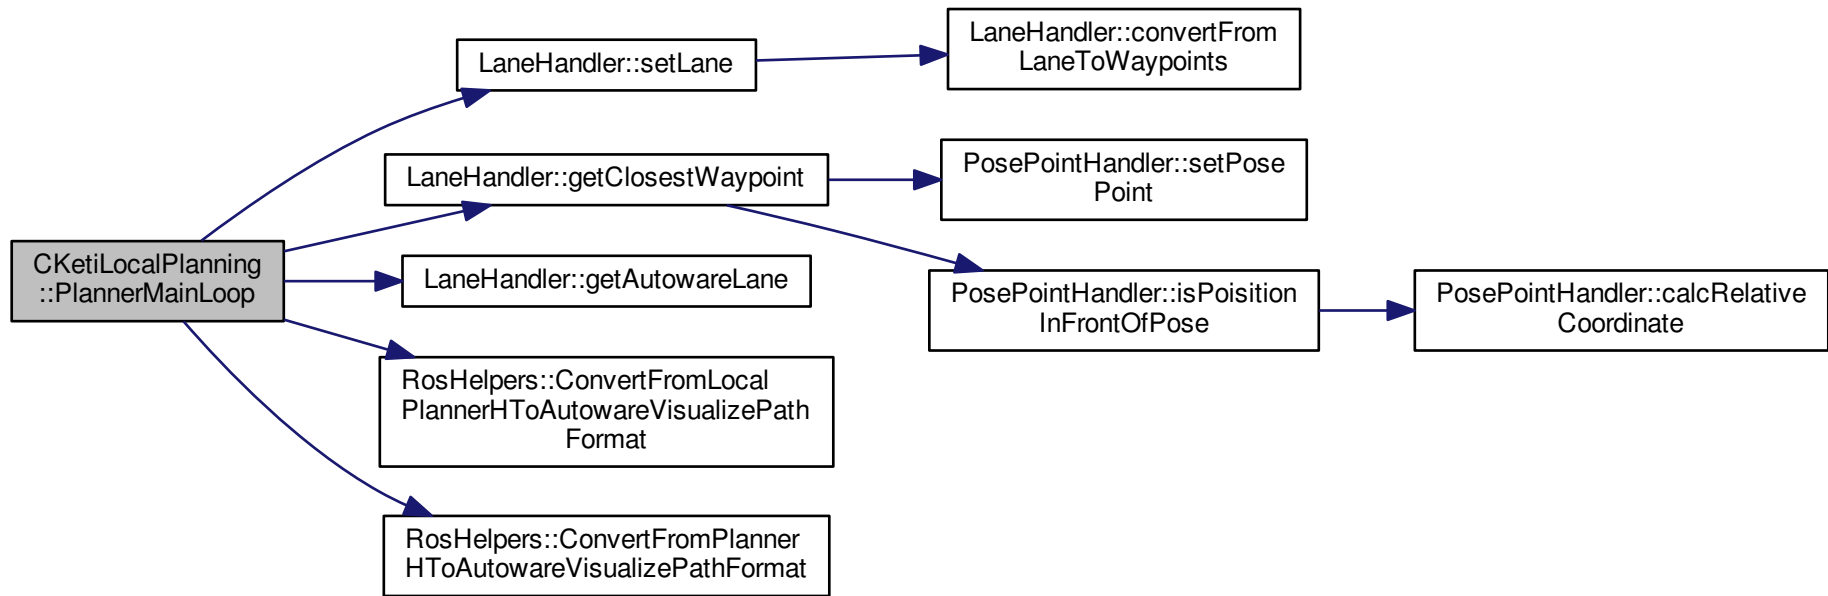 LaneHandler::convertFrom
LaneToWaypoints
LaneHandler::setLane
PosePointHandler::setPose
Point
LaneHandler::getClosestWaypoint
CKetiLocalPlanning
::PlannerMainLoop
LaneHandler::getAutowareLane
PosePointHandler::isPoisition
InFrontOfPose
PosePointHandler::calcRelative
Coordinate
RosHelpers::ConvertFromLocal
PlannerHToAutowareVisualizePath
Format
RosHelpers::ConvertFromPlanner
HToAutowareVisualizePathFormat